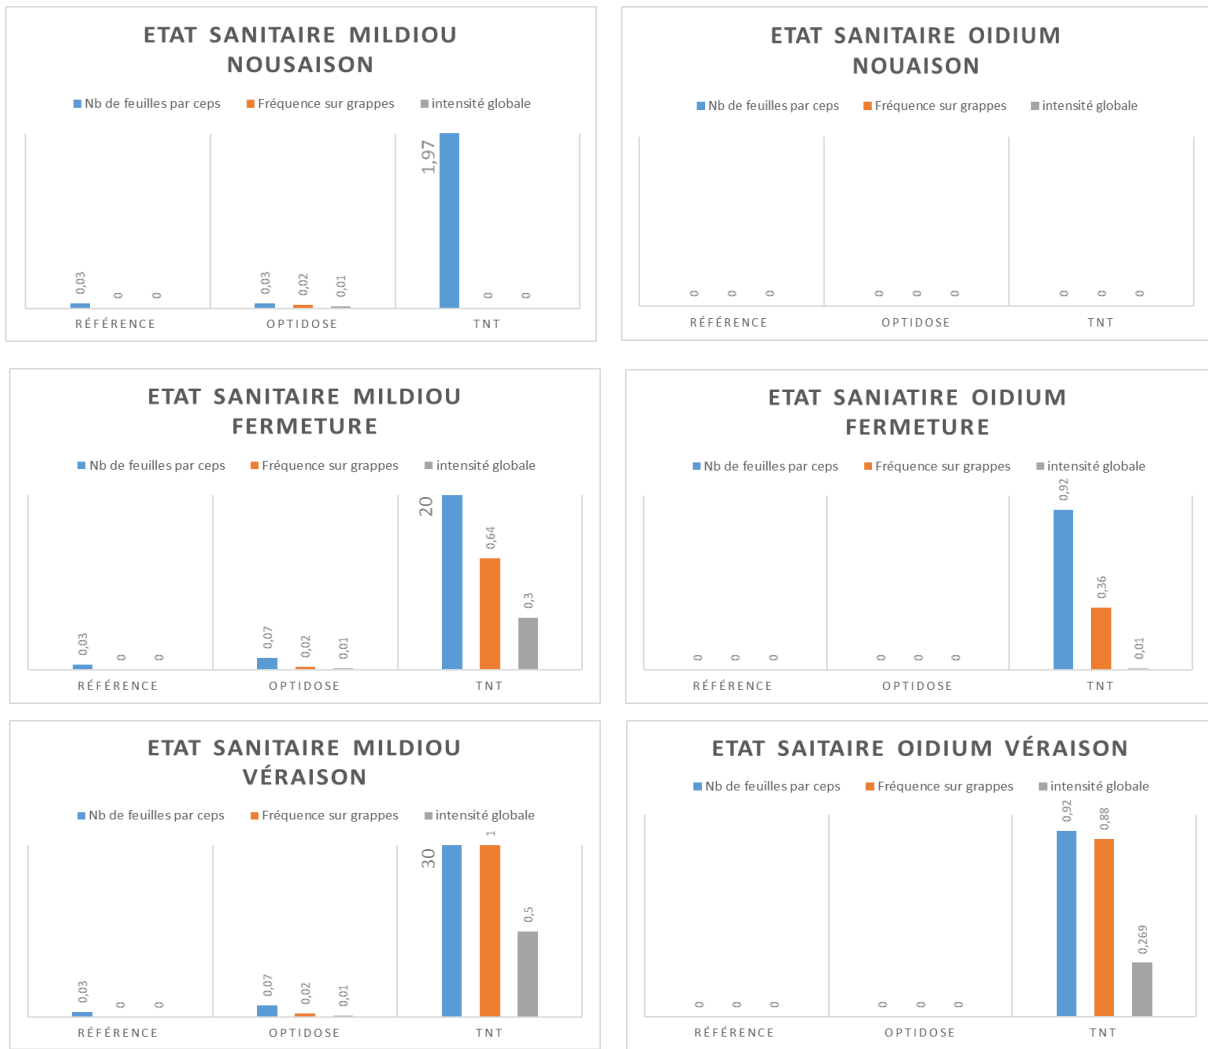 ETAT SANITAIRE MILDIOU
NOUSAISON
Nb de feuilles par ceps Fréquence sur grappes intensité globale
1,97
0,03 0 0 0,03 0,02 0,01 0 0
RÉFÉRENCE OPTIDOSE TNT
ETAT SANITAIRE OIDIUM
NOUAISON
Nb de feuilles par ceps Fréquence sur grappes intensité globale
0 0 0 0 0 0 0 0 0
RÉFÉRENCE OPTIDOSE TNT
ETAT SANITAIRE MILDIOU
FERMETURE
Nb de feuilles par ceps Fréquence sur grappes intensité globale
20 0,64 0,3
0,03 0 0 0,07 0,02 0,01
RÉFÉRENCE OPTIDOSE TNT
ETAT SANIATIRE OIDIUM
FERMETURE
Nb de feuilles par ceps Fréquence sur grappes intensité globale
0,92 0,36 0,01
0 0 0 0 0 0
RÉFÉRENCE OPTIDOSE TNT
ETAT SANITAIRE MILDIOU
VÉRAISON
Nb de feuilles par ceps Fréquence sur grappes intensité globale
30 1 0,5
0,03 0 0 0,07 0,02 0,01
RÉFÉRENCE OPTIDOSE TNT
ETAT SAITAIRE OIDIUM VÉRAISON
Nb de feuilles par ceps Fréquence sur grappes intensité globale
0,92 0,88 0,269
0 0 0 0 0 0
RÉFÉRENCE OPTIDOSE TNT